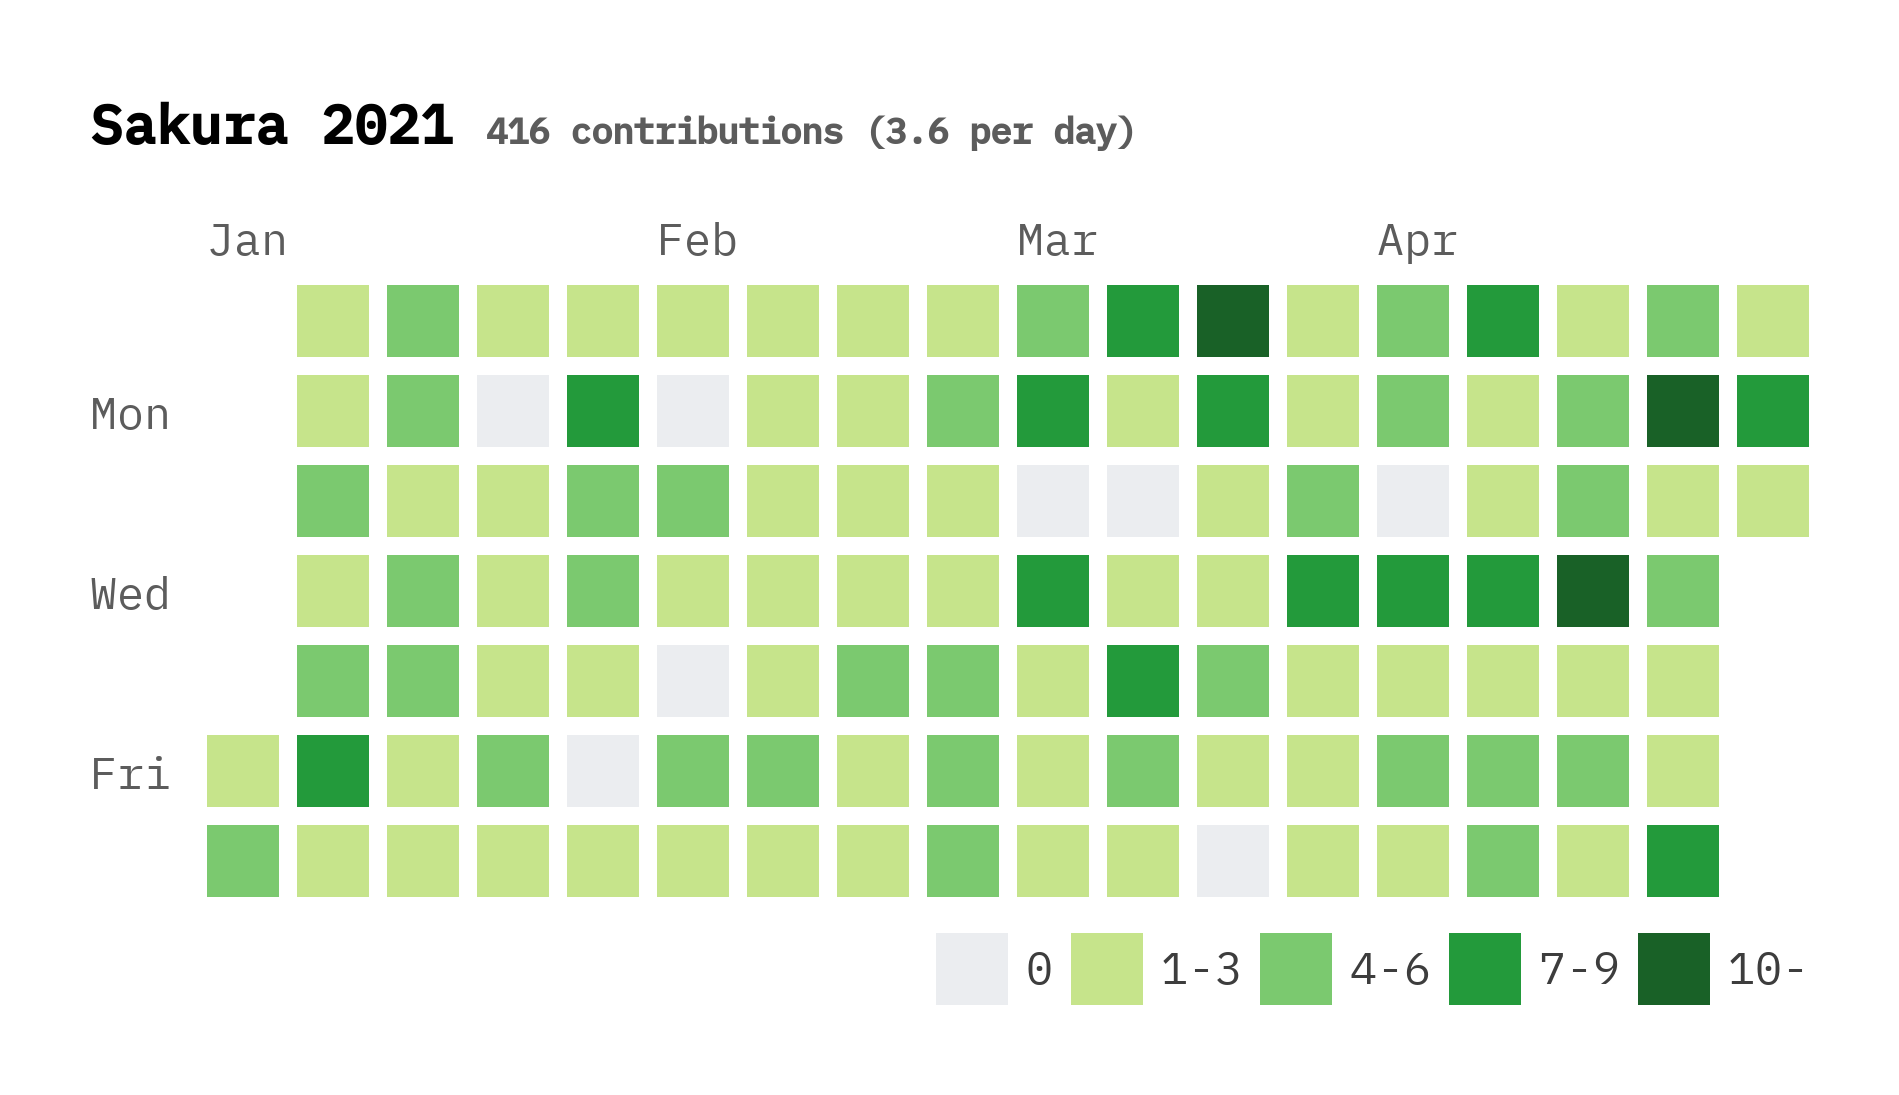 Sakura 2021 416 contributions (3.6 per day)
Jan Feb Mar Apr
Mon
Wed
Fri
0 1-3 4-6 7-9 10-